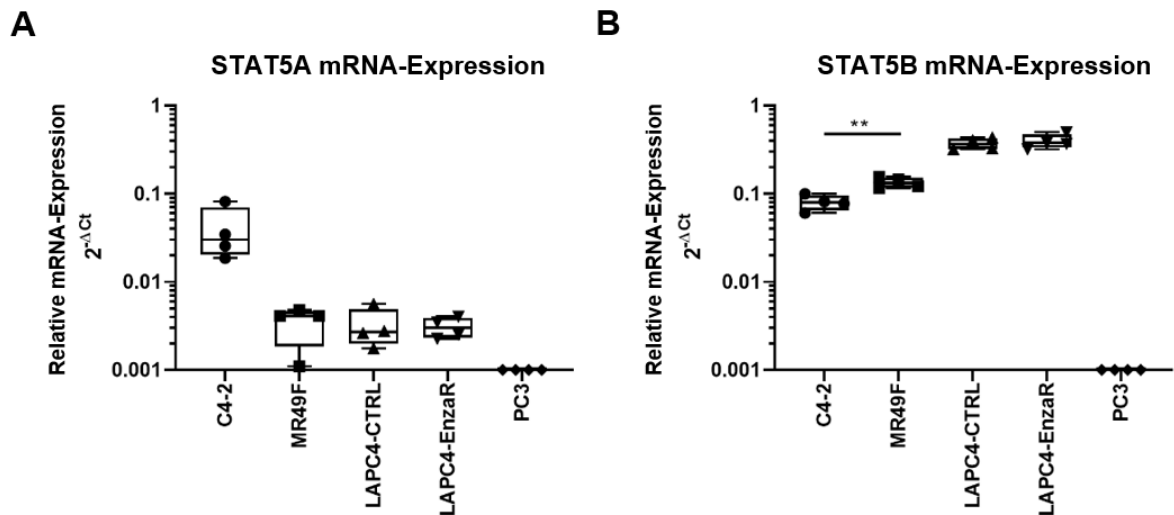 A
STAT5A mRNA-Expression
Relative mRNA-Expression
2-ΔCt
1
0.1
0.01
0.001
C4-2
MR49F
LAPC4-CTRL
LAPC4-EnzaR
PC3
B
STAT5B mRNA-Expression
Relative mRNA-Expression
2-ΔCt
1
0.1
0.01
0.001
**
C4-2
MR49F
LAPC4-CTRL
LAPC4-EnzaR
PC3